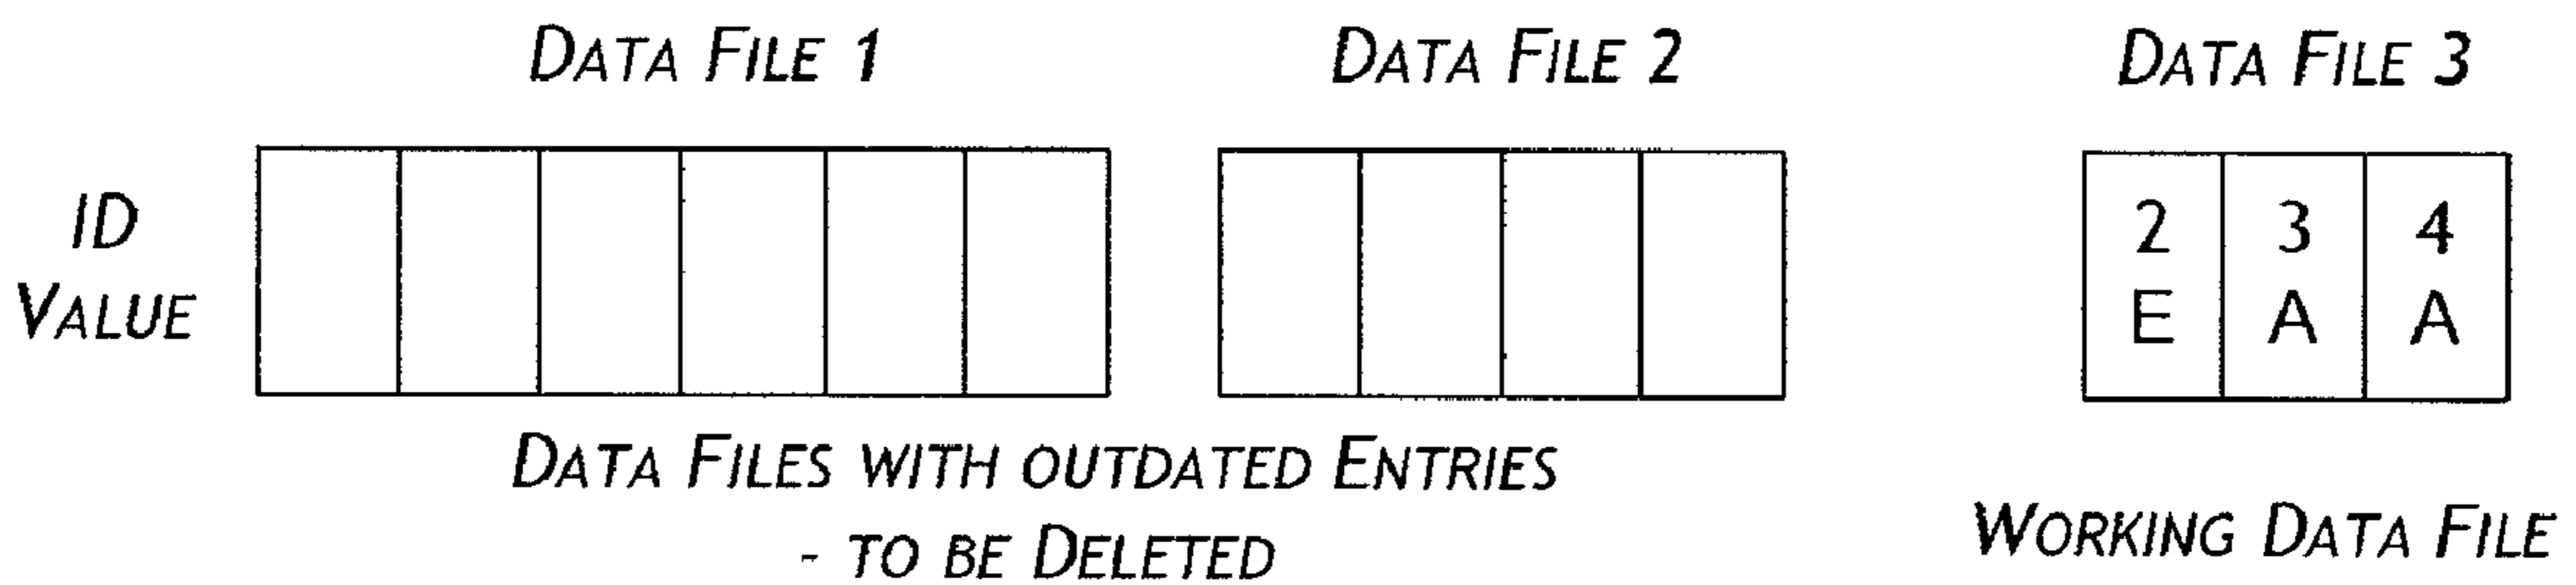 DATA FILE 1 DATA FILE 2 DATA FILE 3
ID 2 3 4
VALUE E A A
DATA FILES WITH OUTDATED ENTRIES
- TO BE DELETED
WORKING DATA FILE